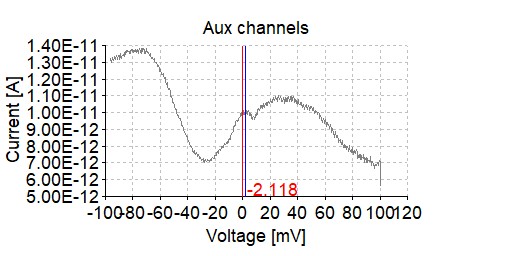 Aux channels
Current [A]
1.40E-11
1.30E-11
1.20E-11
1.10E-11
1.00E-11
9.00E-12
8.00E-12
7.00E-12
6.00E-12
5.00E-12
-2.118
-100 -80 -60 -40 -20 0 20 40 60 80 100 120
Voltage [mV]